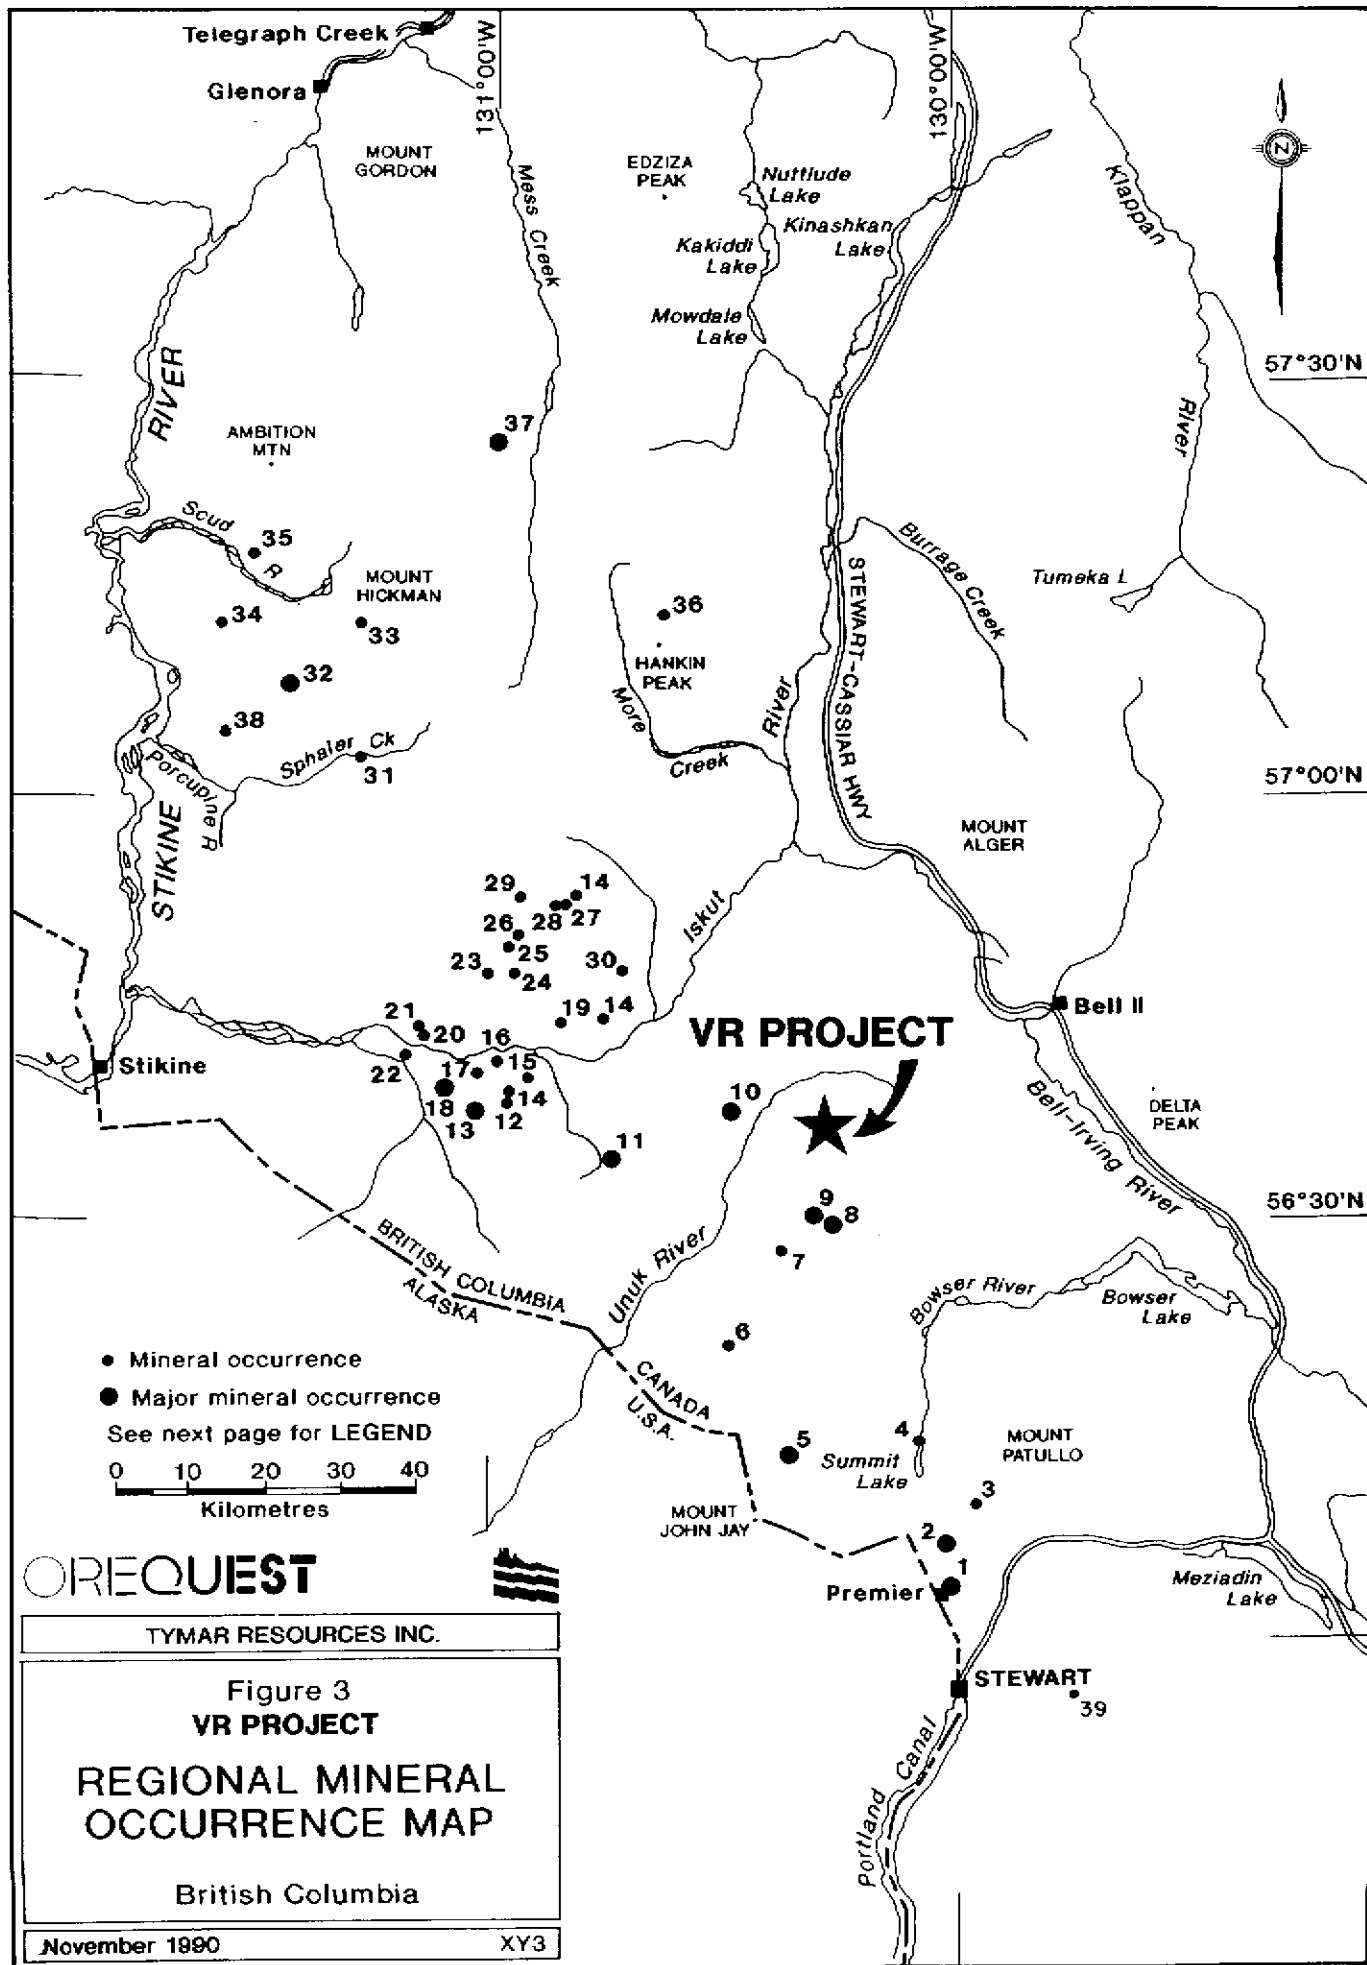 Telegraph Creek
Glenora
131°00'W
130°00'W
MOUNT
GORDON
EDZIZA
PEAK
Mess Creek
Nuttlude
Lake
Kinashkan
Lake
Kakiddi
Lake
Mowdale
Lake
Klappan
River
N
57°30'N
RIVER
AMBITION
MTN
37
Scud
R
35
MOUNT
HICKMAN
34
33
32
38
36
HANKIN
PEAK
More
Creek
River
STEWART-CASSIAR HWY
Burrage Creek
Tumeka L
Sphaler Ck
31
Porcupine R
STIKINE
57°00'N
MOUNT
ALGER
29
14
28
27
26
25
23
24
30
Iskut
21
20
19
14
16
22
17
15
18
14
13
12
Stikine
VR PROJECT
Bell II
10
11
DELTA
PEAK
Bell-Irving River
56°30'N
9
8
7
Unuk River
BRITISH COLUMBIA
ALASKA
Bowser River
Bowser
Lake
6
CANADA
U.S.A.
Mineral occurrence
Major mineral occurrence
See next page for LEGEND
0 10 20 30 40
Kilometres
5
4
Summit
Lake
MOUNT
PATULLO
3
MOUNT
JOHN JAY
2
1
Premier
Meziadin
Lake
STEWART
39
Portland Canal
OREQUEST
TYMAR RESOURCES INC.
Figure 3
VR PROJECT
REGIONAL MINERAL
OCCURRENCE MAP
British Columbia
November 1990 XY3